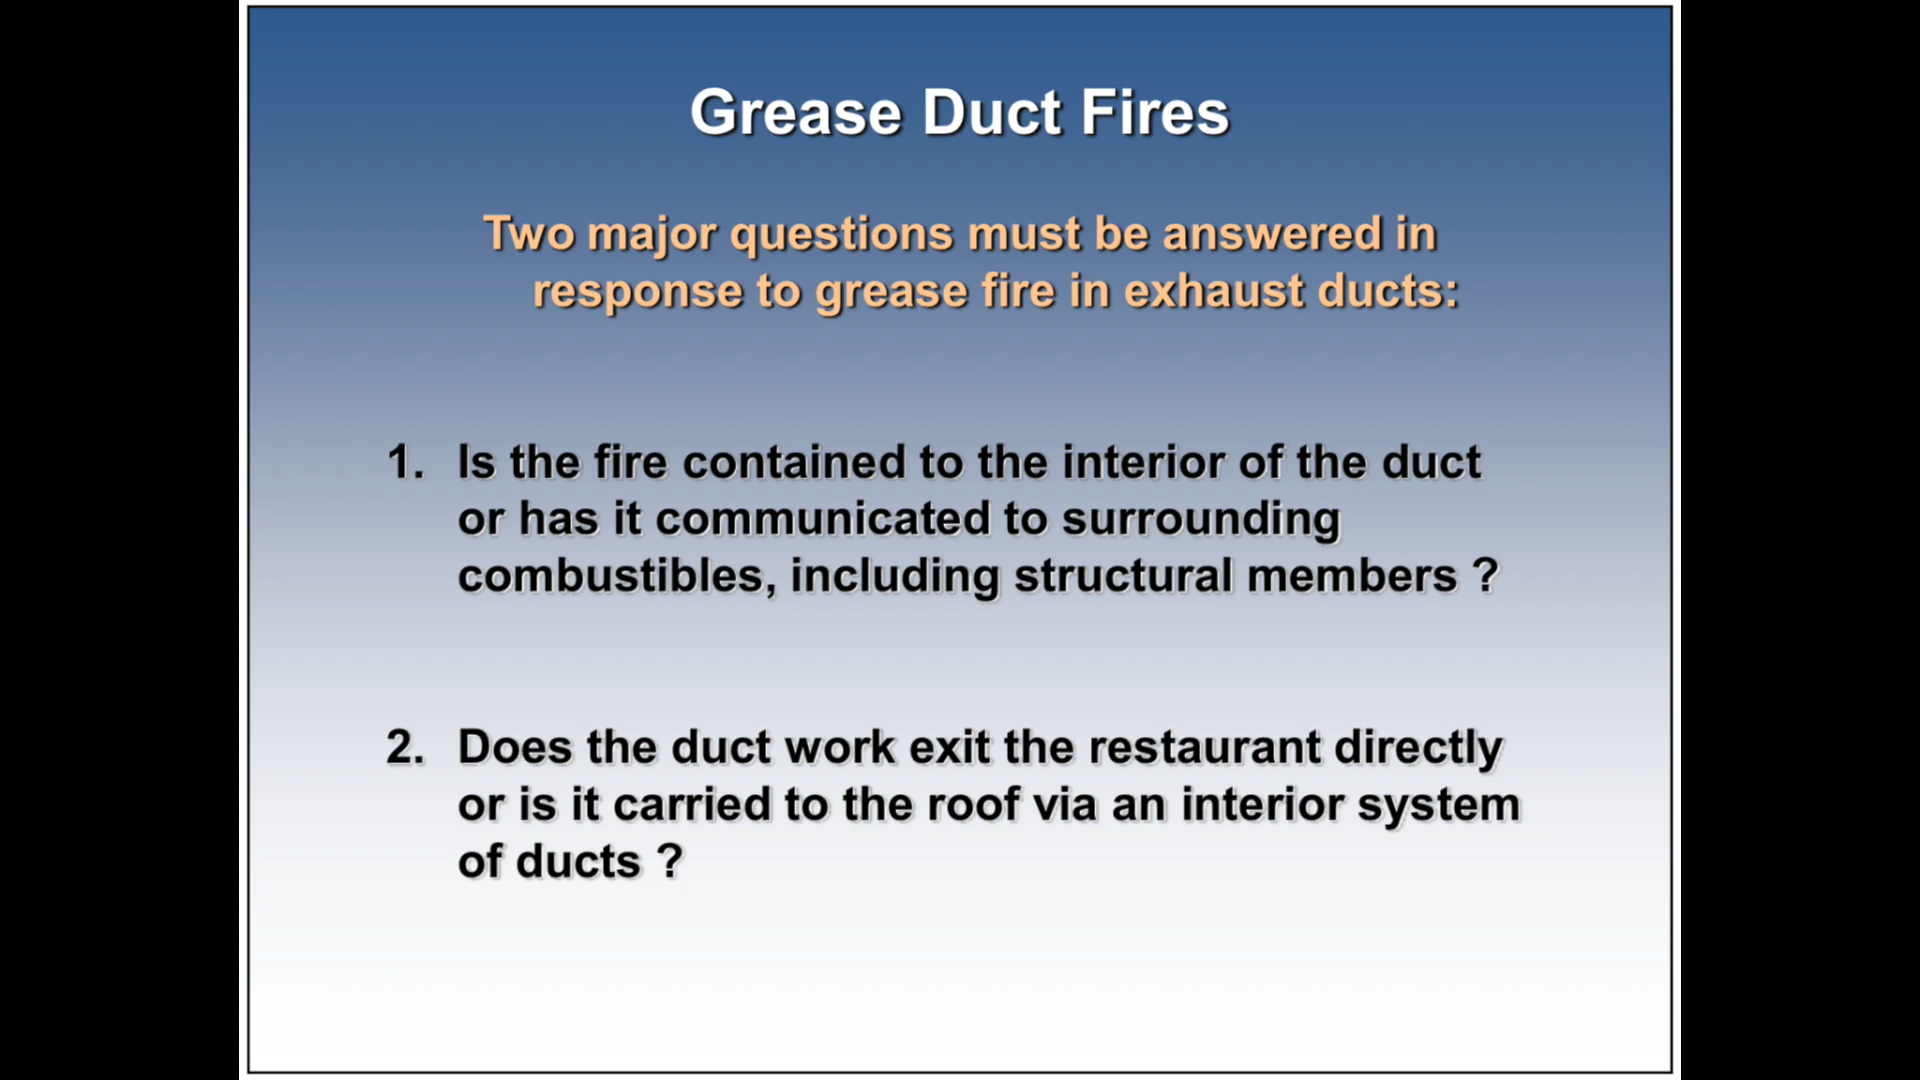 Grease Duct Fires
Two major questions must be answered in
response to grease fire in exhaust ducts:
1. Is the fire contained to the interior of the duct
or has it communicated to surrounding
combustibles, including structural members ?
2. Does the duct work exit the restaurant directly
or is it carried to the roof via an interior system
of ducts ?